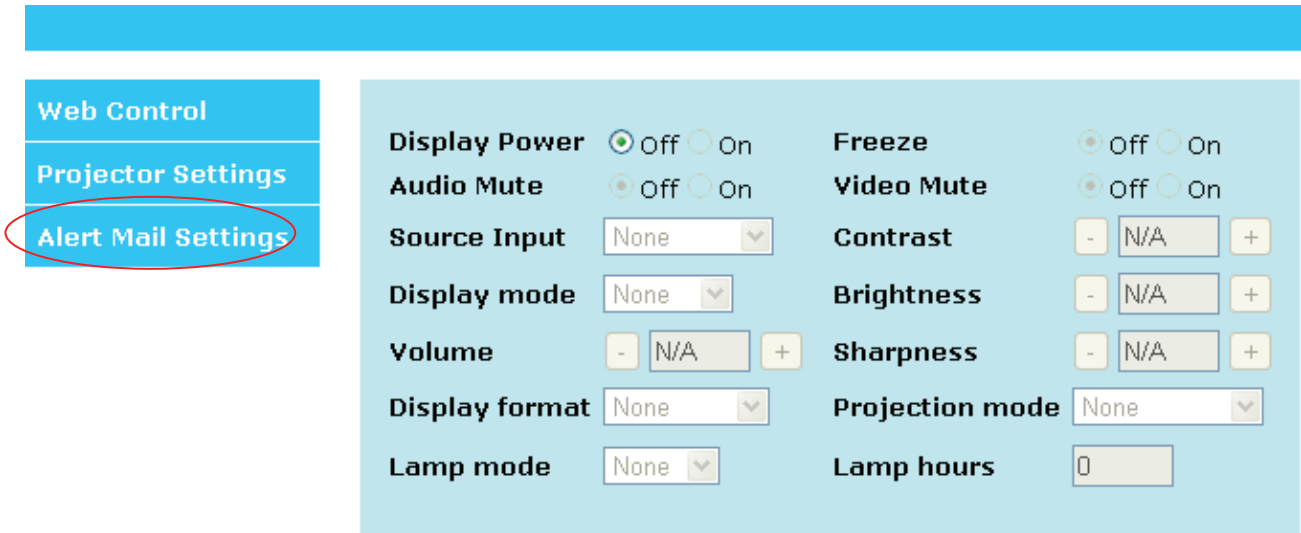 Web Control
Projector Settings
Alert Mail Settings
Display Power Off On Freeze Off On
Audio Mute Off On Video Mute Off On
Source Input None Contrast - N/A +
Display mode None Brightness - N/A +
Volume - N/A + Sharpness - N/A +
Display format None Projection mode None
Lamp mode None Lamp hours 0